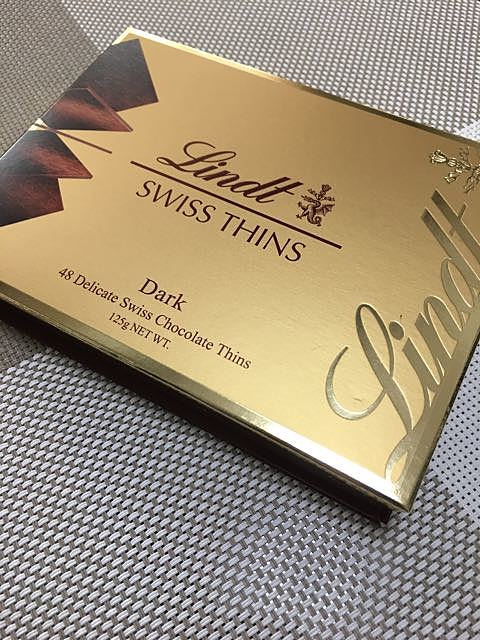 Lindt
SWISS THINS
Dark
48 Delicate Swiss Chocolate Thins
125g NET WT.
Lindt